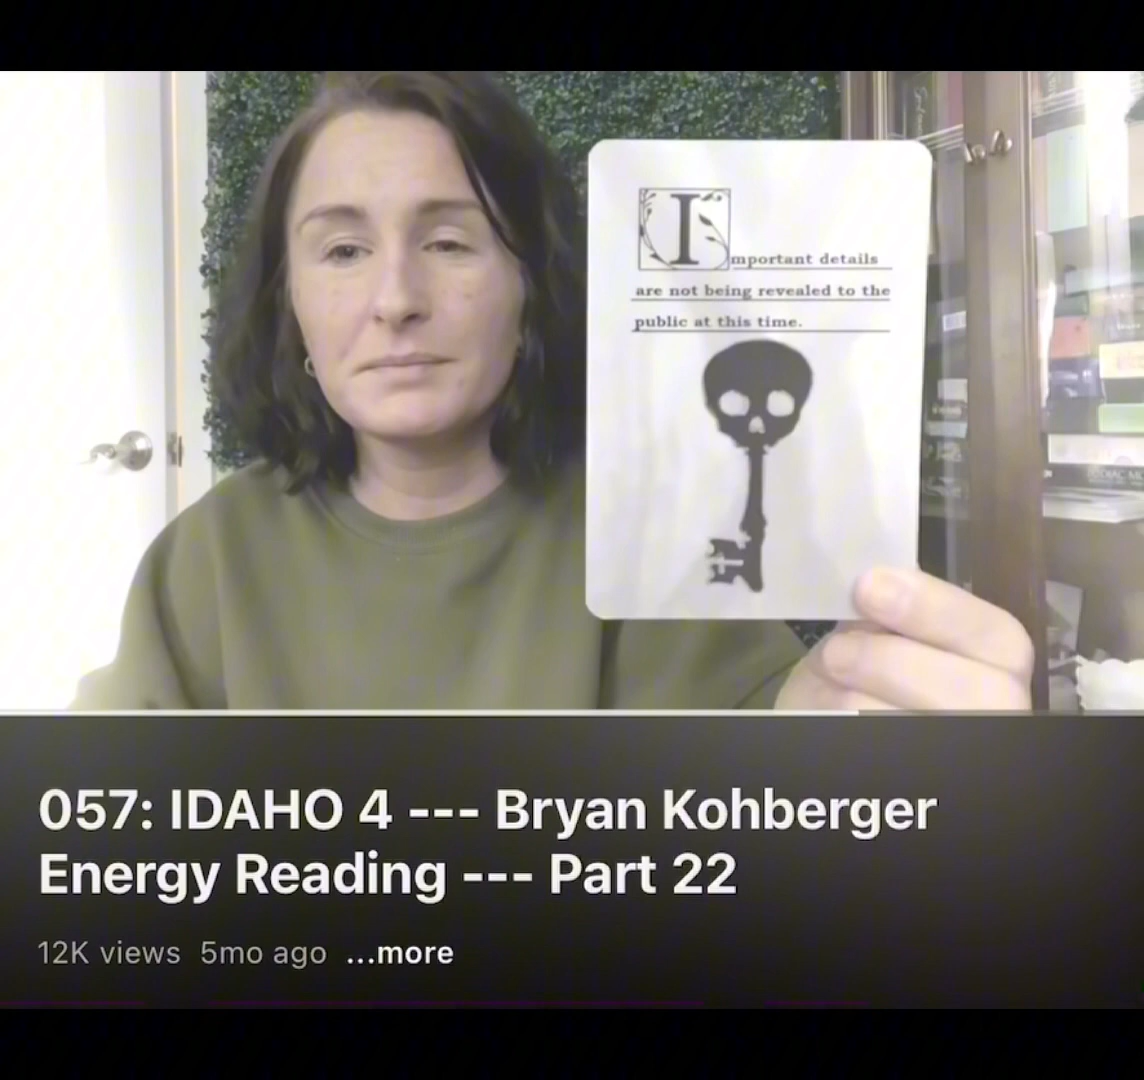 Important details
are not being revealed to the
public at this time.
057: IDAHO 4 --- Bryan Kohberger
Energy Reading --- Part 22
12K views 5mo ago ...more